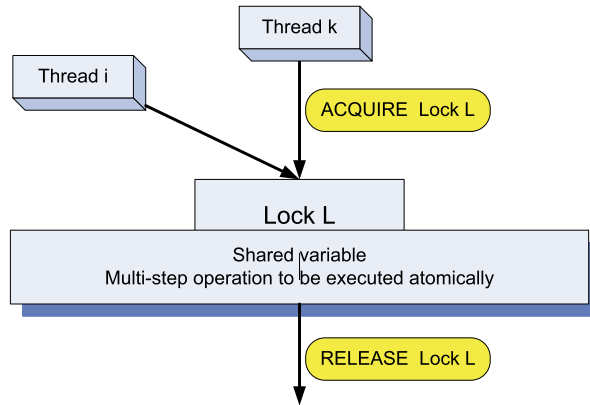 Thread k
Thread i
ACQUIRE Lock L
Lock L
Shared variable
Multi-step operation to be executed atomically
RELEASE Lock L